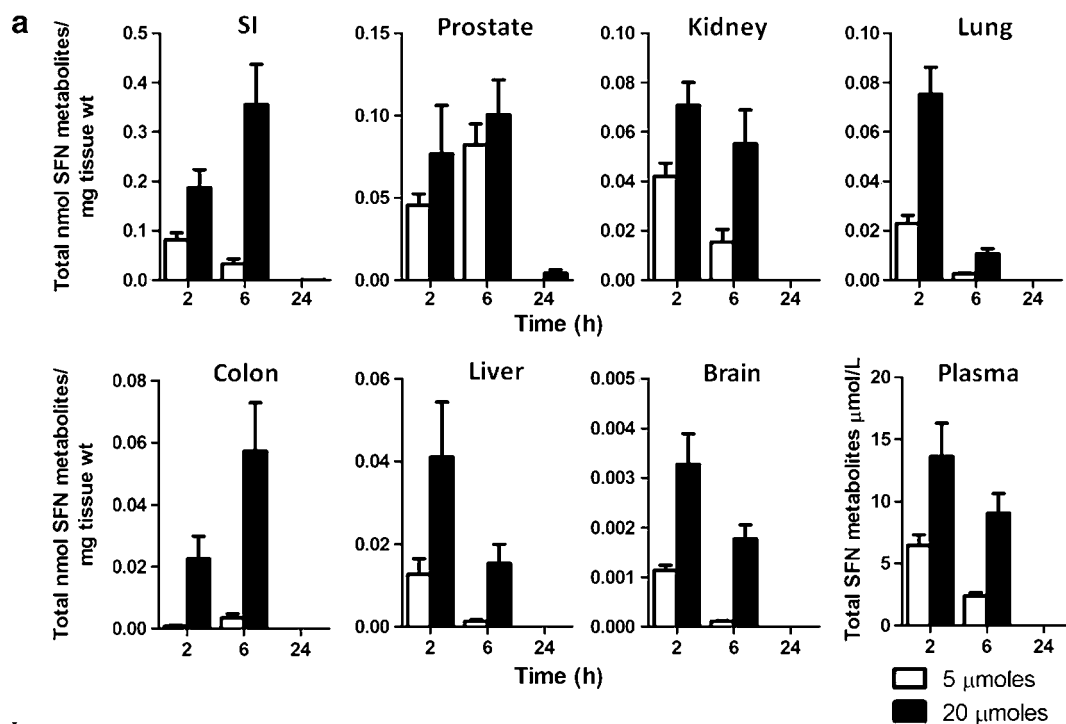 a
SI
Prostate
Kidney
Lung
Total nmol SFN metabolites/
mg tissue wt
0.5
0.4
0.3
0.2
0.1
0.0
0.15
0.10
0.05
0.00
0.10
0.08
0.06
0.04
0.02
0.00
0.10
0.08
0.06
0.04
0.02
0.00
2 6 24
2 6 24
2 6 24
2 6 24
Time (h)
Colon
Liver
Brain
Plasma
Total nmol SFN metabolites/
mg tissue wt
0.08
0.06
0.04
0.02
0.00
0.06
0.04
0.02
0.00
0.005
0.004
0.003
0.002
0.001
0.000
Total SFN metabolites µmol/L
20
15
10
5
0
2 6 24
2 6 24
2 6 24
2 6 24
Time (h)
5 µmoles
20 µmoles